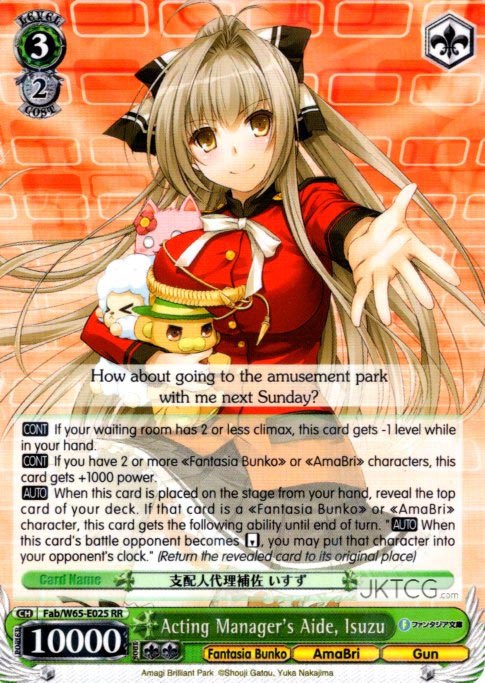 LEVEL
3
2
COST
How about going to the amusement park
with me next Sunday?
CONT If your waiting room has 2 or less climax, this card gets -1 level while
in your hand.
CONT If you have 2 or more «Fantasia Bunko» or «AmaBri» characters, this
card gets +1000 power.
AUTO When this card is placed on the stage from your hand, reveal the top
card of your deck. If that card is a «Fantasia Bunko» or «AmaBri»
character, this card gets the following ability until end of turn. "AUTO When
this card's battle opponent becomes [▼], you may put that character into
your opponent's clock." (Return the revealed card to its original place)
Card Name 支配人代理補佐 いすず
JKTCG.com
CH Fab/W65-E025 RR
POWER 10000 SOUL Acting Manager's Aide, Isuzu ファンタジア文庫
Fantasia Bunko AmaBri Gun
Amagi Brilliant Park ©Shouji Gatou, Yuka Nakajima